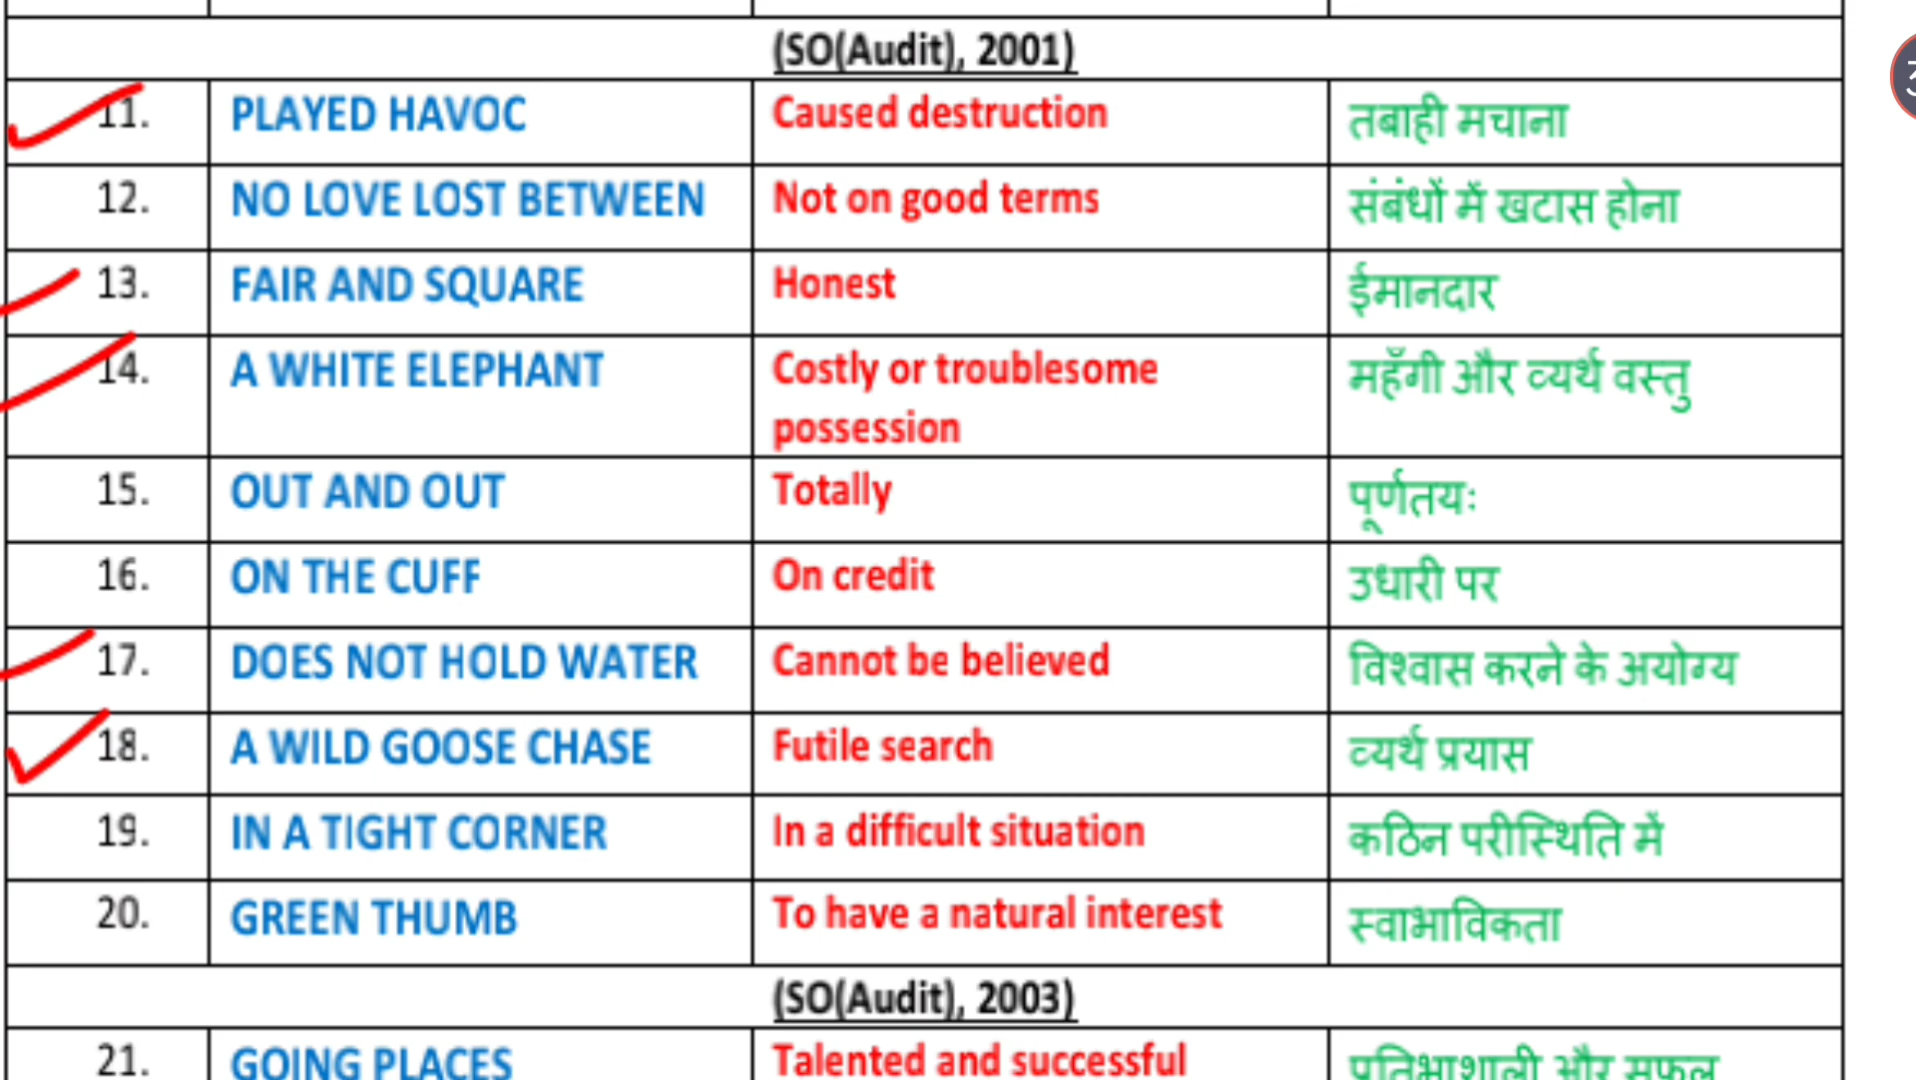 (SO(Audit), 2001)
11. PLAYED HAVOC Caused destruction तबाही मचाना
12. NO LOVE LOST BETWEEN Not on good terms संबंधों में खटास होना
13. FAIR AND SQUARE Honest ईमानदार
14. A WHITE ELEPHANT Costly or troublesome महँगी और व्यर्थ वस्तु
possession
15. OUT AND OUT Totally पूर्णतयः
16. ON THE CUFF On credit उधारी पर
17. DOES NOT HOLD WATER Cannot be believed विश्वास करने के अयोग्य
18. A WILD GOOSE CHASE Futile search व्यर्थ प्रयास
19. IN A TIGHT CORNER In a difficult situation कठिन परीस्थिति में
20. GREEN THUMB To have a natural interest स्वाभाविकता
(SO(Audit), 2003)
21. GOING PLACES Talented and successful प्रतिभाशाली और सफल